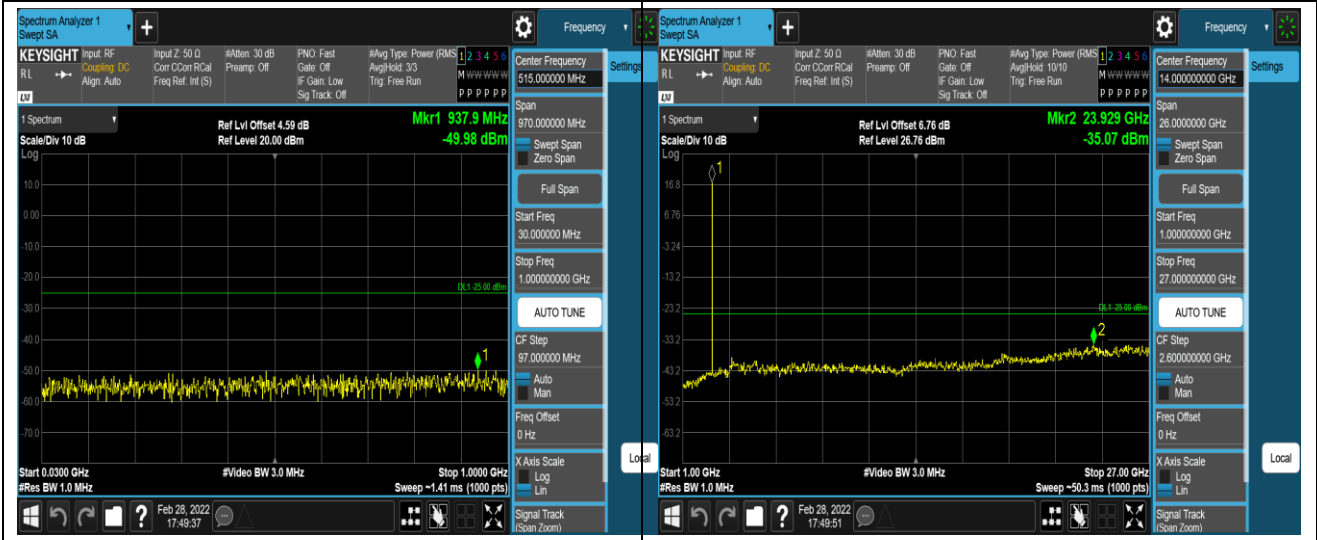 Spectrum Analyzer 1
Swept SA
+
Frequency
KEYSIGHT
Input: RF
Coupling: DC
Align: Auto
Input Z: 50 Ω
Corr CCorr RCal
Freq Ref: Int (S)
#Atten: 30 dB
Preamp: Off
PNO: Fast
Gate: Off
IF Gain: Low
Sig Track: Off
#Avg Type: Power (RMS
Avg|Hold: 3/3
Trig: Free Run
1 2 3 4 5 6
M W W W W W
P P P P P P
RL
LXI
1 Spectrum
Scale/Div 10 dB
Log
Ref Lvl Offset 4.59 dB
Ref Level 20.00 dBm
Mkr1 937.9 MHz
-49.98 dBm
10.0
0.00
-10.0
-20.0
DL1 -25.00 dBm
-30.0
-40.0
1
-50.0
-60.0
-70.0
Start 0.0300 GHz
#Res BW 1.0 MHz
#Video BW 3.0 MHz
Stop 1.0000 GHz
Sweep ~1.41 ms (1000 pts)
Center Frequency
515.000000 MHz
Settings
Span
970.000000 MHz
Swept Span
Zero Span
Full Span
Start Freq
30.000000 MHz
Stop Freq
1.000000000 GHz
AUTO TUNE
CF Step
97.000000 MHz
Auto
Man
Freq Offset
0 Hz
X Axis Scale
Log
Lin
Local
Signal Track
(Span Zoom)
?
Feb 28, 2022
17:49:37
Spectrum Analyzer 1
Swept SA
+
Frequency
KEYSIGHT
Input: RF
Coupling: DC
Align: Auto
Input Z: 50 Ω
Corr CCorr RCal
Freq Ref: Int (S)
#Atten: 30 dB
Preamp: Off
PNO: Fast
Gate: Off
IF Gain: Low
Sig Track: Off
#Avg Type: Power (RMS
Avg|Hold: 10/10
Trig: Free Run
1 2 3 4 5 6
M W W W W W
P P P P P P
RL
LXI
1 Spectrum
Scale/Div 10 dB
Log
Ref Lvl Offset 6.76 dB
Ref Level 26.76 dBm
Mkr2 23.929 GHz
-35.07 dBm
1
16.8
6.76
-3.24
-13.2
-23.2
DL1 -25.00 dBm
2
-33.2
-43.2
-53.2
-63.2
Start 1.00 GHz
#Res BW 1.0 MHz
#Video BW 3.0 MHz
Stop 27.00 GHz
Sweep ~50.3 ms (1000 pts)
Center Frequency
14.000000000 GHz
Settings
Span
26.0000000 GHz
Swept Span
Zero Span
Full Span
Start Freq
1.000000000 GHz
Stop Freq
27.000000000 GHz
AUTO TUNE
CF Step
2.600000000 GHz
Auto
Man
Freq Offset
0 Hz
X Axis Scale
Log
Lin
Local
Signal Track
(Span Zoom)
?
Feb 28, 2022
17:49:51